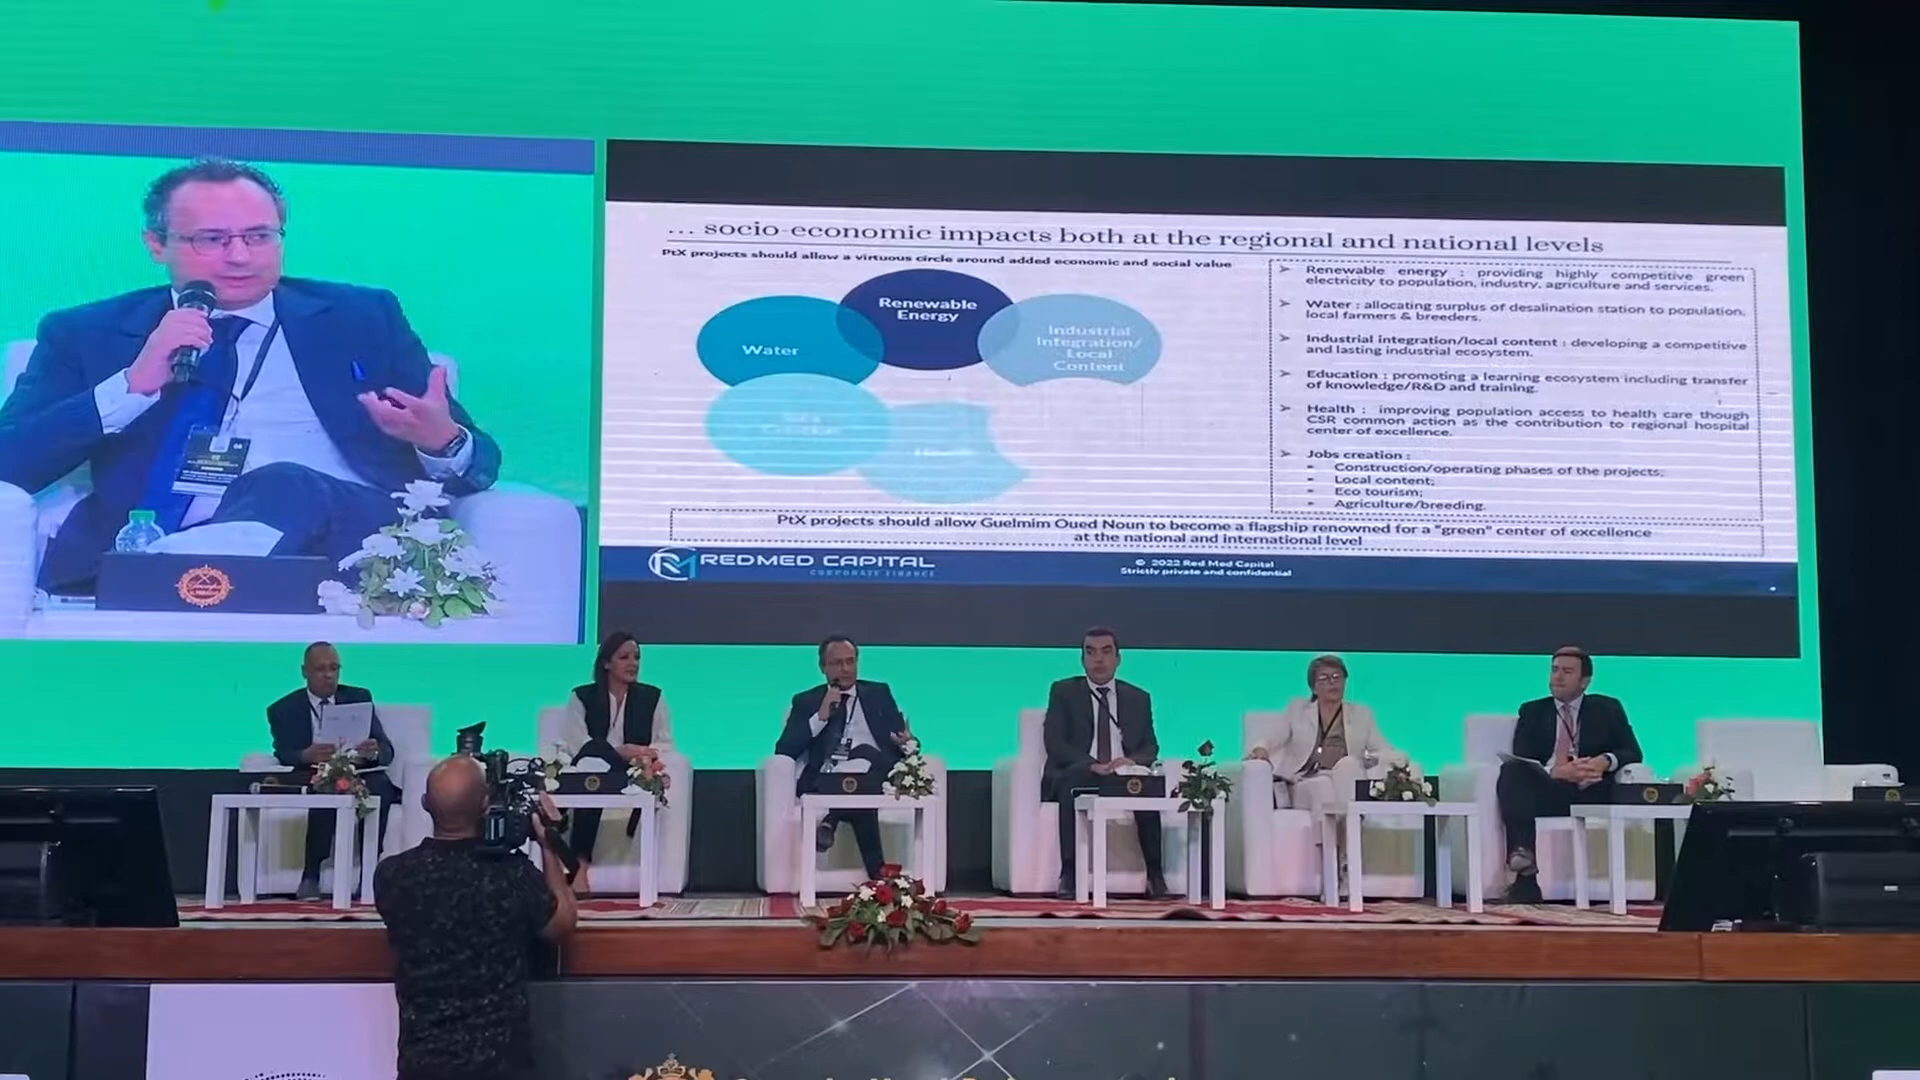 ... socio-economic impacts both at the regional and national levels
PtX projects should allow a virtuous circle around added economic and social value
Renewable
Energy
Water
Industrial
Integration/
Local
Content
➢ Renewable energy : providing highly competitive green
electricity to population, industry, agriculture and services.
➢ Water : allocating surplus of desalination station to population,
local farmers & breeders.
➢ Industrial integration/local content : developing a competitive
and lasting industrial ecosystem.
➢ Education : promoting a learning ecosystem including transfer
of knowledge/R&D and training.
➢ Health : improving population access to health care though
CSR common action as the contribution to regional hospital
center of excellence.
➢ Jobs creation :
- Construction/operating phases of the projects;
- Local content;
- Eco tourism;
- Agriculture/breeding.
PtX projects should allow Guelmim Oued Noun to become a flagship renowned for a "green" center of excellence
at the national and international level
RM REDMED CAPITAL
CORPORATE FINANCE
© 2022 Red Med Capital
Strictly private and confidential